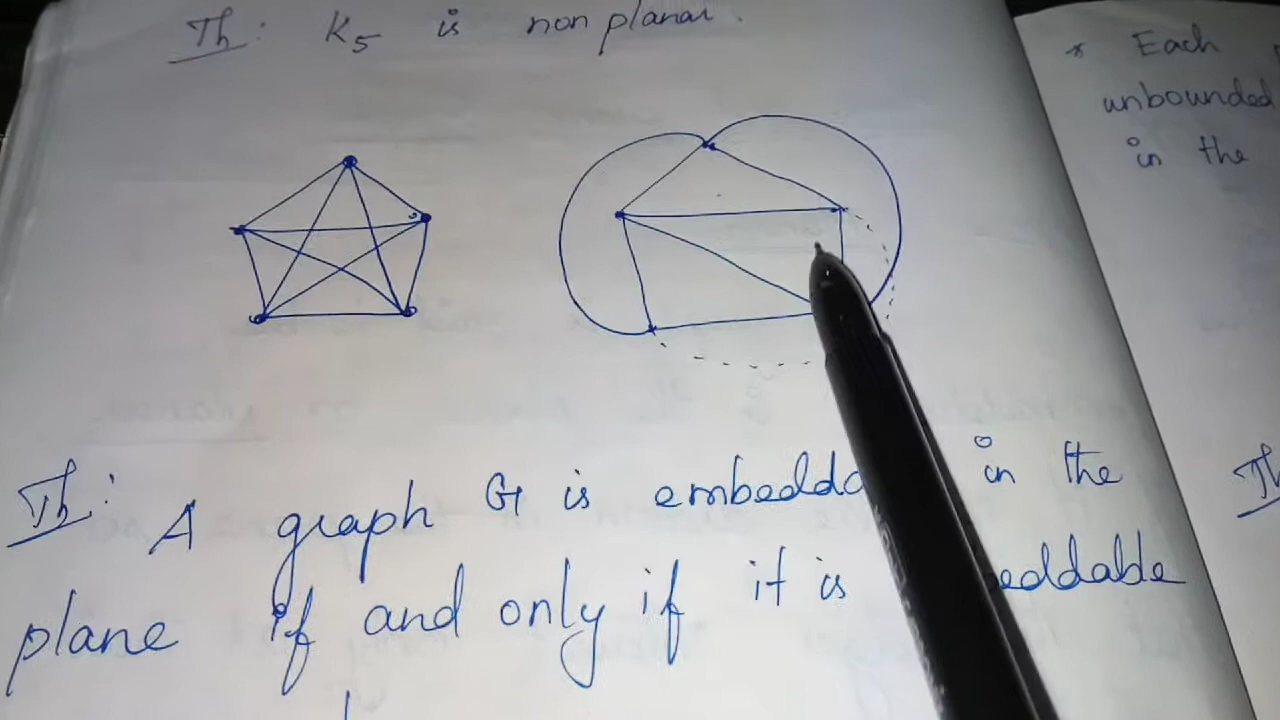 Th: K5 is non planar.
Th: A graph G is embedda in the
plane if and only if it is eddable
* Each
unbounded
in the
Th